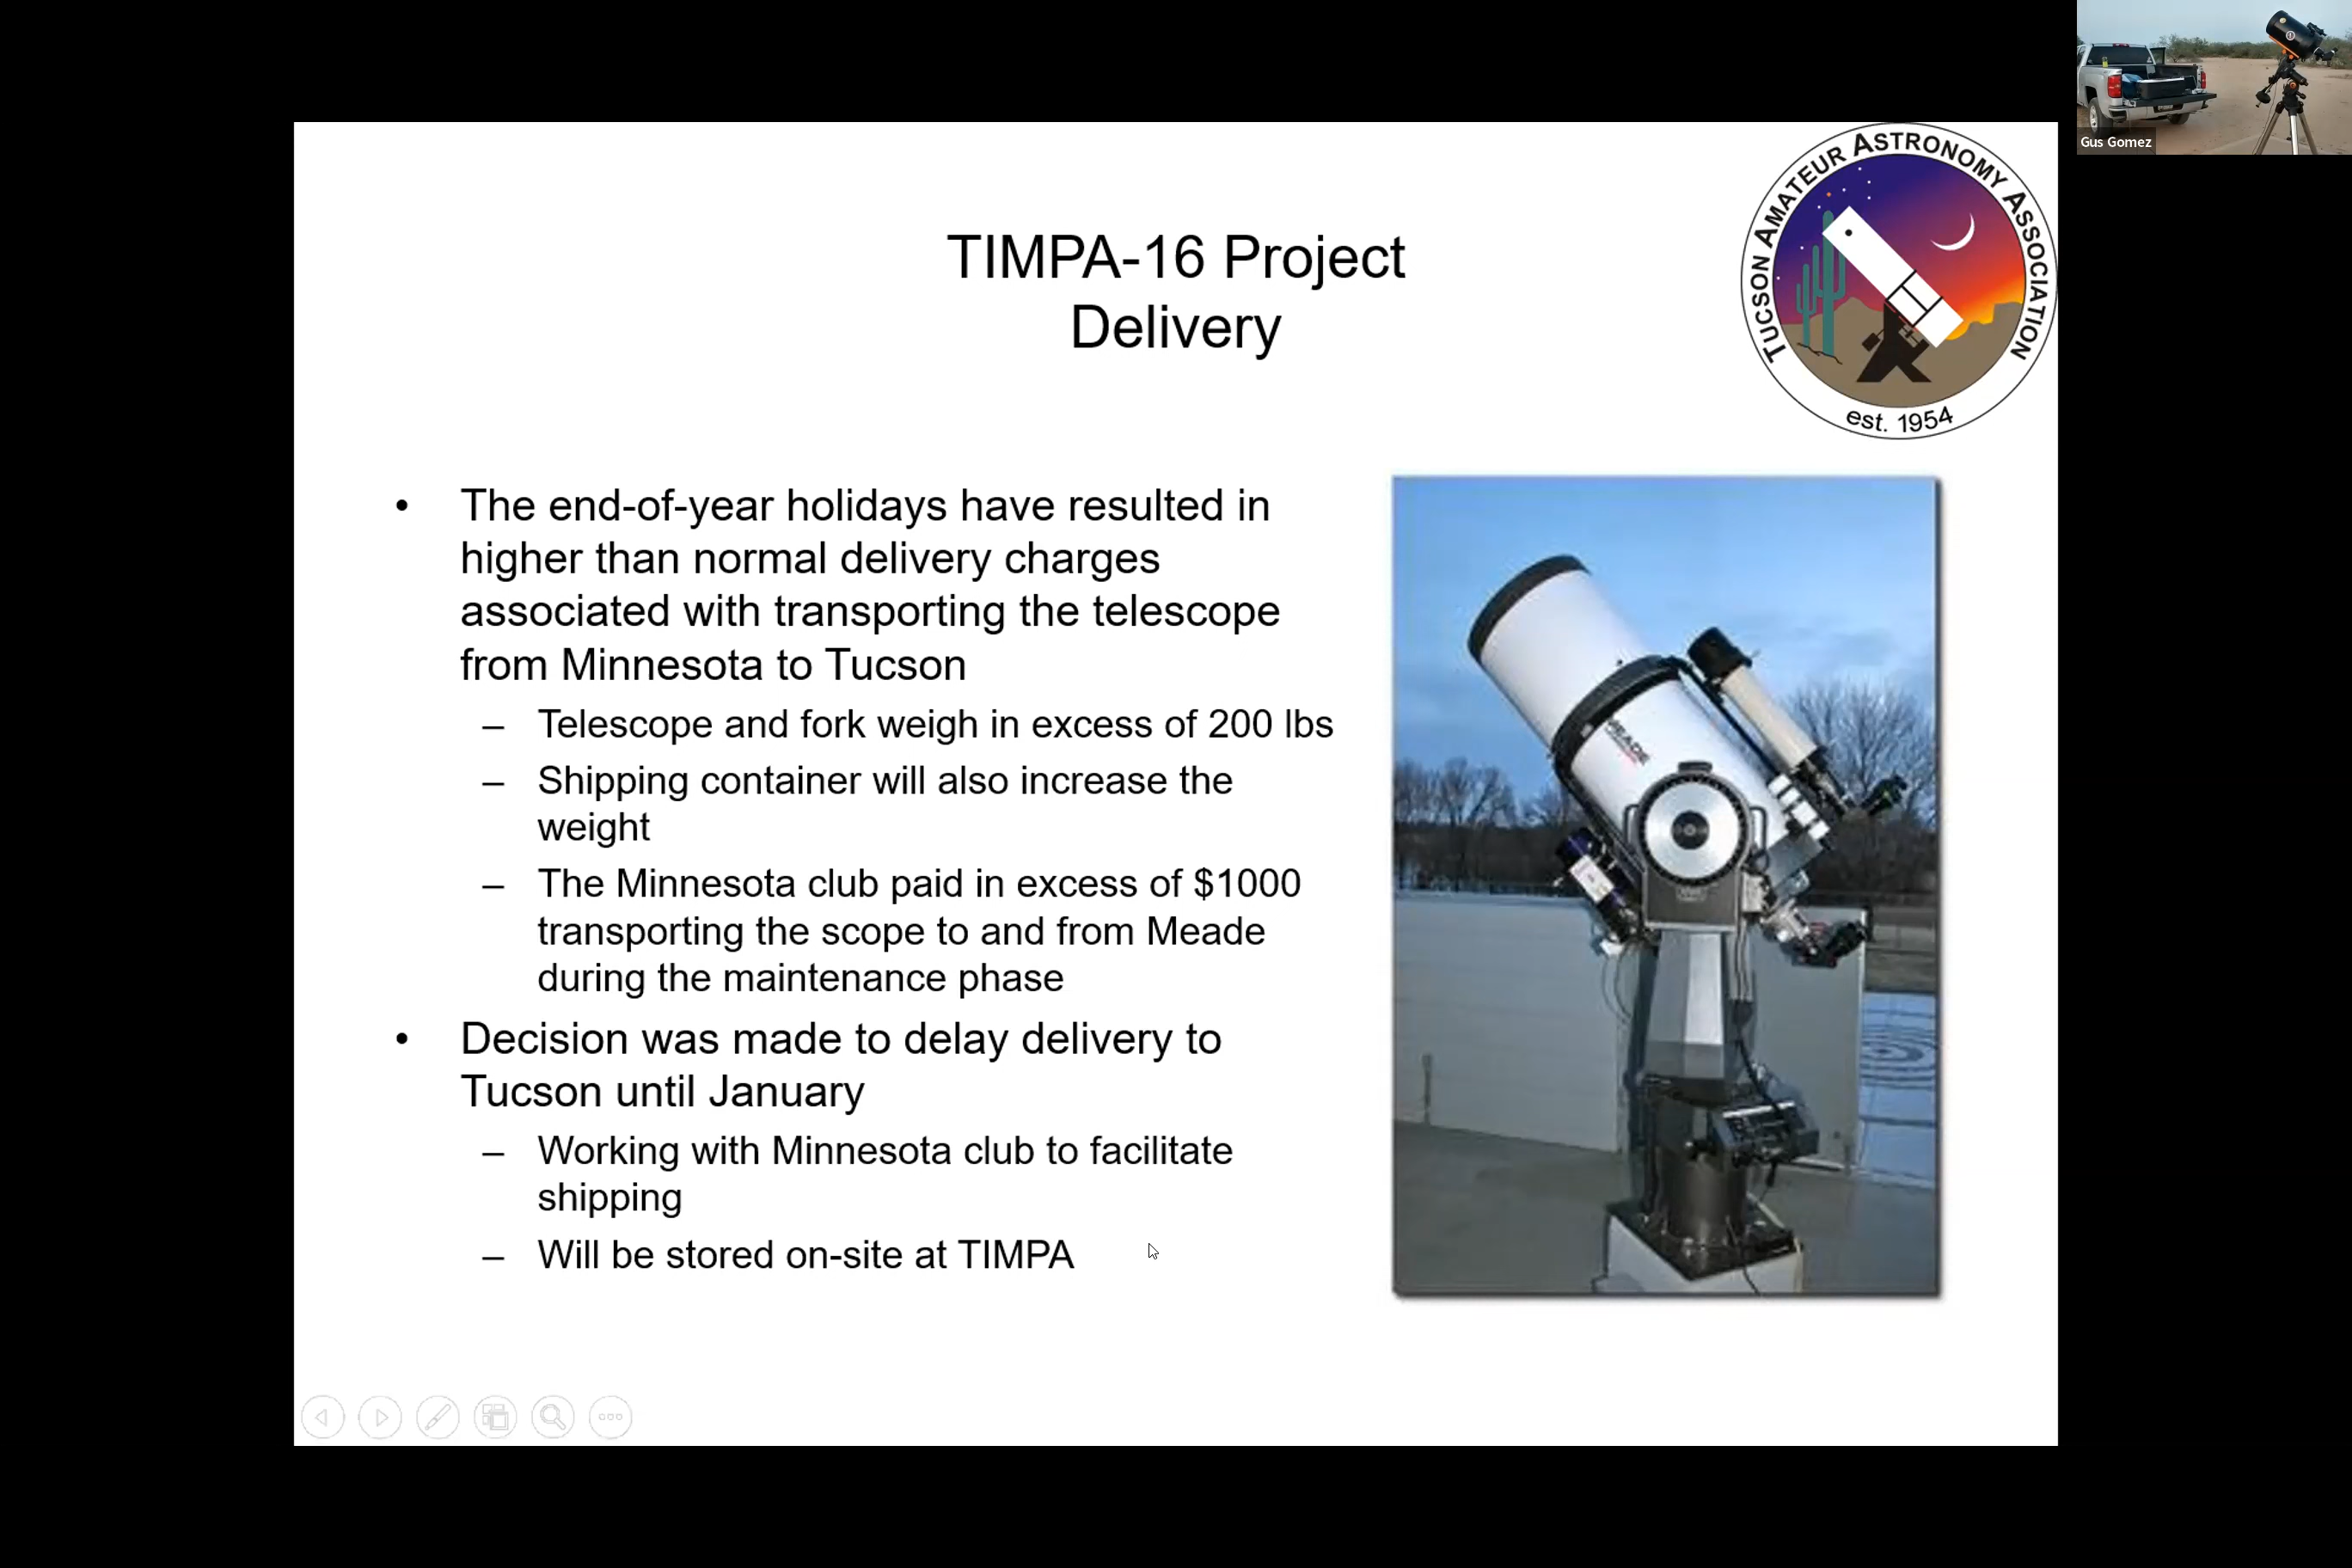 Gus Gomez
TUCSON AMATEUR ASTRONOMY ASSOCIATION
est. 1954
TIMPA-16 Project
Delivery
• The end-of-year holidays have resulted in
higher than normal delivery charges
associated with transporting the telescope
from Minnesota to Tucson
– Telescope and fork weigh in excess of 200 lbs
– Shipping container will also increase the
weight
– The Minnesota club paid in excess of $1000
transporting the scope to and from Meade
during the maintenance phase
• Decision was made to delay delivery to
Tucson until January
– Working with Minnesota club to facilitate
shipping
– Will be stored on-site at TIMPA
MEADE